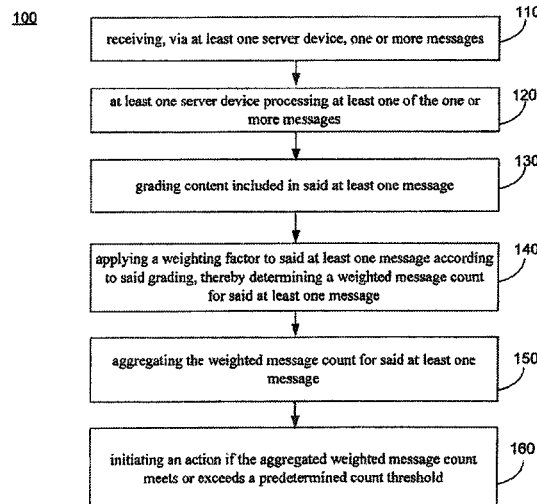 100
110
receiving, via at least one server device, one or more messages
120
at least one server device processing at least one of the one or
more messages
130
grading content included in said at least one message
140
applying a weighting factor to said at least one message according
to said grading, thereby determining a weighted message count
for said at least one message
150
aggregating the weighted message count for said at least one
message
160
initiating an action if the aggregated weighted message count
meets or exceeds a predetermined count threshold